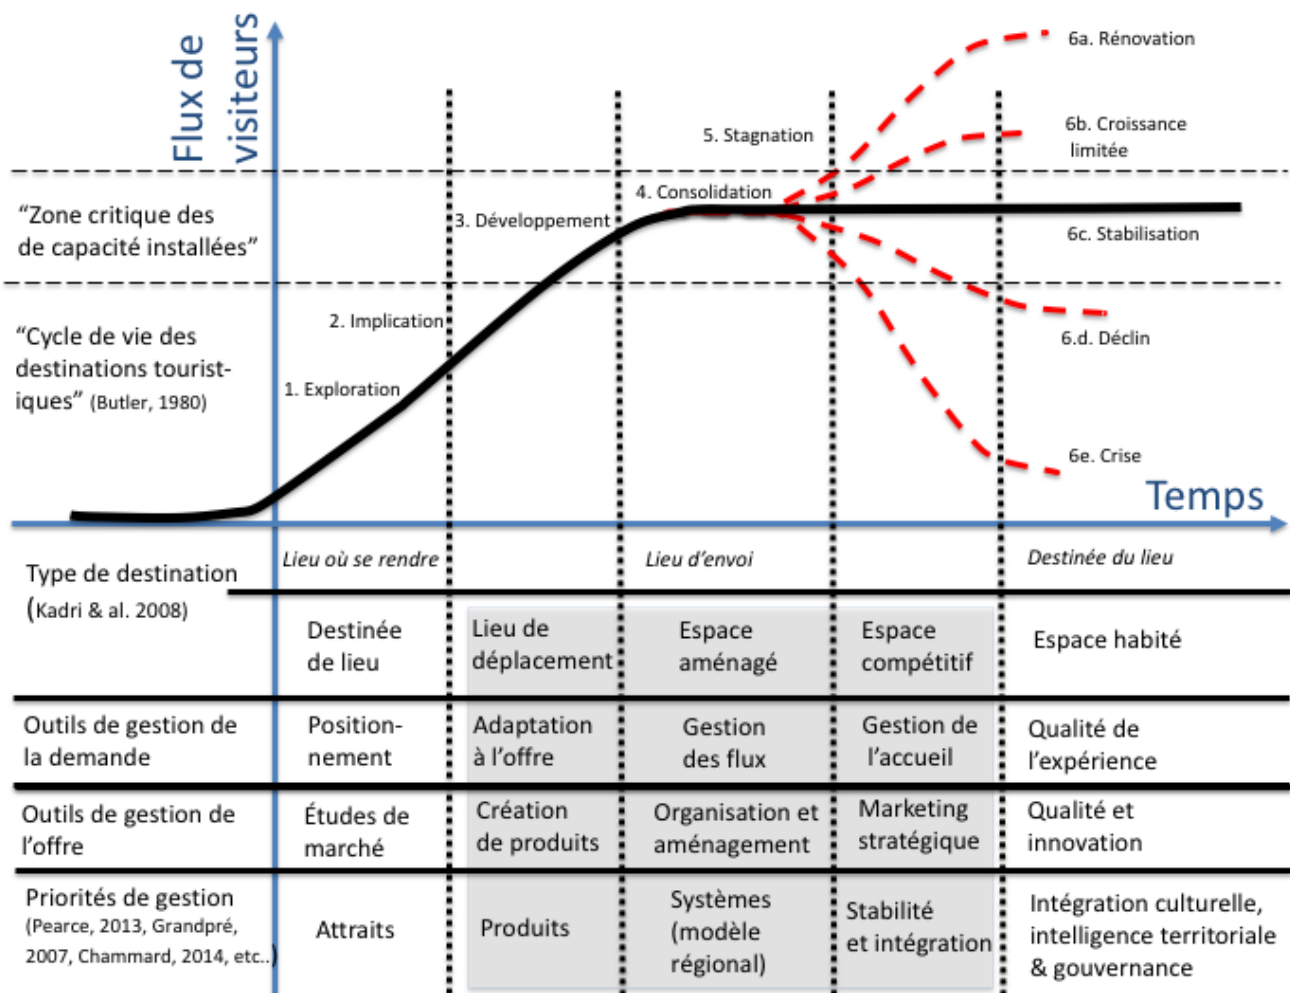 Flux de
visiteurs
6a. Rénovation
6b. Croissance
limitée
5. Stagnation
4. Consolidation
3. Développement
“Zone critique des
de capacité installées”
6c. Stabilisation
2. Implication
“Cycle de vie des
destinations tourist-
iques” (Butler, 1980)
1. Exploration
6.d. Déclin
6e. Crise
Temps
Type de destination
(Kadri & al. 2008)
Lieu où se rendre
Lieu d’envoi
Destinée du lieu
Destinée
de lieu
Lieu de
déplacement
Espace
aménagé
Espace
compétitif
Espace habité
Outils de gestion de
la demande
Position-
nement
Adaptation
à l’offre
Gestion
des flux
Gestion de
l’accueil
Qualité de
l’expérience
Outils de gestion de
l’offre
Études de
marché
Création
de produits
Organisation et
aménagement
Marketing
stratégique
Qualité et
innovation
Priorités de gestion
(Pearce, 2013, Grandpré,
2007, Chammard, 2014, etc..)
Attraits
Produits
Systèmes
(modèle
régional)
Stabilité
et intégration
Intégration culturelle,
intelligence territoriale
& gouvernance